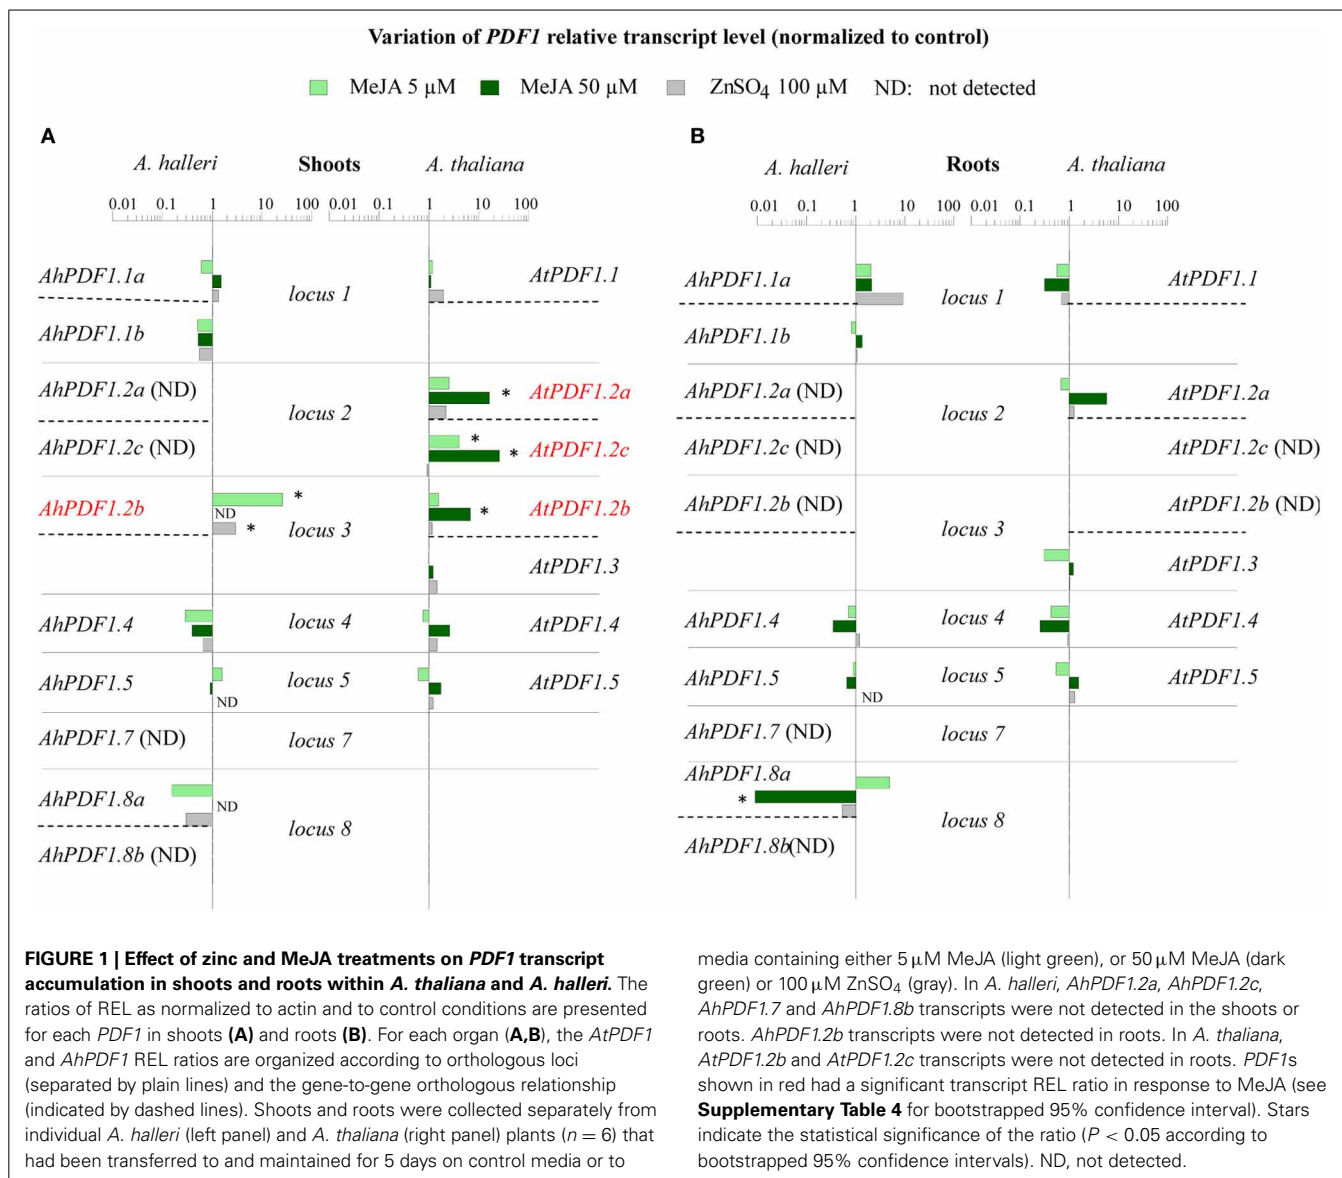 Variation of PDF1 relative transcript level (normalized to control)
MeJA 5 µM MeJA 50 µM ZnSO4 100 µM ND: not detected
A
A. halleri Shoots A. thaliana
0.01 0.1 1 10 100 0.01 0.1 1 10 100
AhPDF1.1a locus 1 AtPDF1.1
AhPDF1.1b
AhPDF1.2a (ND) locus 2 * AtPDF1.2a
AhPDF1.2c (ND) * * AtPDF1.2c
AhPDF1.2b * ND * locus 3 * AtPDF1.2b
AtPDF1.3
AhPDF1.4 locus 4 AtPDF1.4
AhPDF1.5 ND locus 5 AtPDF1.5
AhPDF1.7 (ND) locus 7
AhPDF1.8a ND locus 8
AhPDF1.8b (ND)
B
A. halleri Roots A. thaliana
0.01 0.1 1 10 100 0.01 0.1 1 10 100
AhPDF1.1a locus 1 AtPDF1.1
AhPDF1.1b
AhPDF1.2a (ND) locus 2 AtPDF1.2a
AhPDF1.2c (ND) AtPDF1.2c (ND)
AhPDF1.2b (ND) locus 3 AtPDF1.2b (ND)
AtPDF1.3
AhPDF1.4 locus 4 AtPDF1.4
AhPDF1.5 ND locus 5 AtPDF1.5
AhPDF1.7 (ND) locus 7
AhPDF1.8a * locus 8
AhPDF1.8b(ND)
FIGURE 1 | Effect of zinc and MeJA treatments on PDF1 transcript
accumulation in shoots and roots within A. thaliana and A. halleri. The
ratios of REL as normalized to actin and to control conditions are presented
for each PDF1 in shoots (A) and roots (B). For each organ (A,B), the AtPDF1
and AhPDF1 REL ratios are organized according to orthologous loci
(separated by plain lines) and the gene-to-gene orthologous relationship
(indicated by dashed lines). Shoots and roots were collected separately from
individual A. halleri (left panel) and A. thaliana (right panel) plants (n = 6) that
had been transferred to and maintained for 5 days on control media or to
media containing either 5 µM MeJA (light green), or 50 µM MeJA (dark
green) or 100 µM ZnSO4 (gray). In A. halleri, AhPDF1.2a, AhPDF1.2c,
AhPDF1.7 and AhPDF1.8b transcripts were not detected in the shoots or
roots. AhPDF1.2b transcripts were not detected in roots. In A. thaliana,
AtPDF1.2b and AtPDF1.2c transcripts were not detected in roots. PDF1s
shown in red had a significant transcript REL ratio in response to MeJA (see
Supplementary Table 4 for bootstrapped 95% confidence interval). Stars
indicate the statistical significance of the ratio (P < 0.05 according to
bootstrapped 95% confidence intervals). ND, not detected.